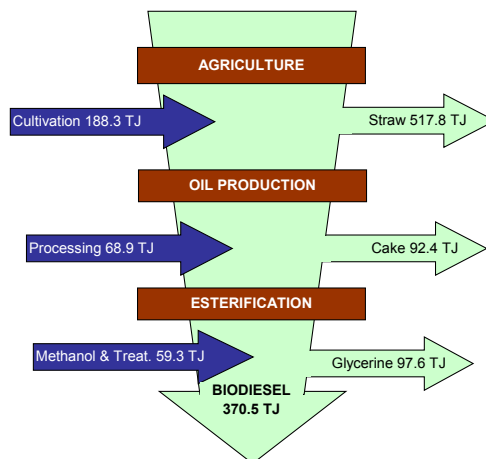 AGRICULTURE
Cultivation 188.3 TJ
Straw 517.8 TJ
OIL PRODUCTION
Processing 68.9 TJ
Cake 92.4 TJ
ESTERIFICATION
Methanol & Treat. 59.3 TJ
Glycerine 97.6 TJ
BIODIESEL
370.5 TJ